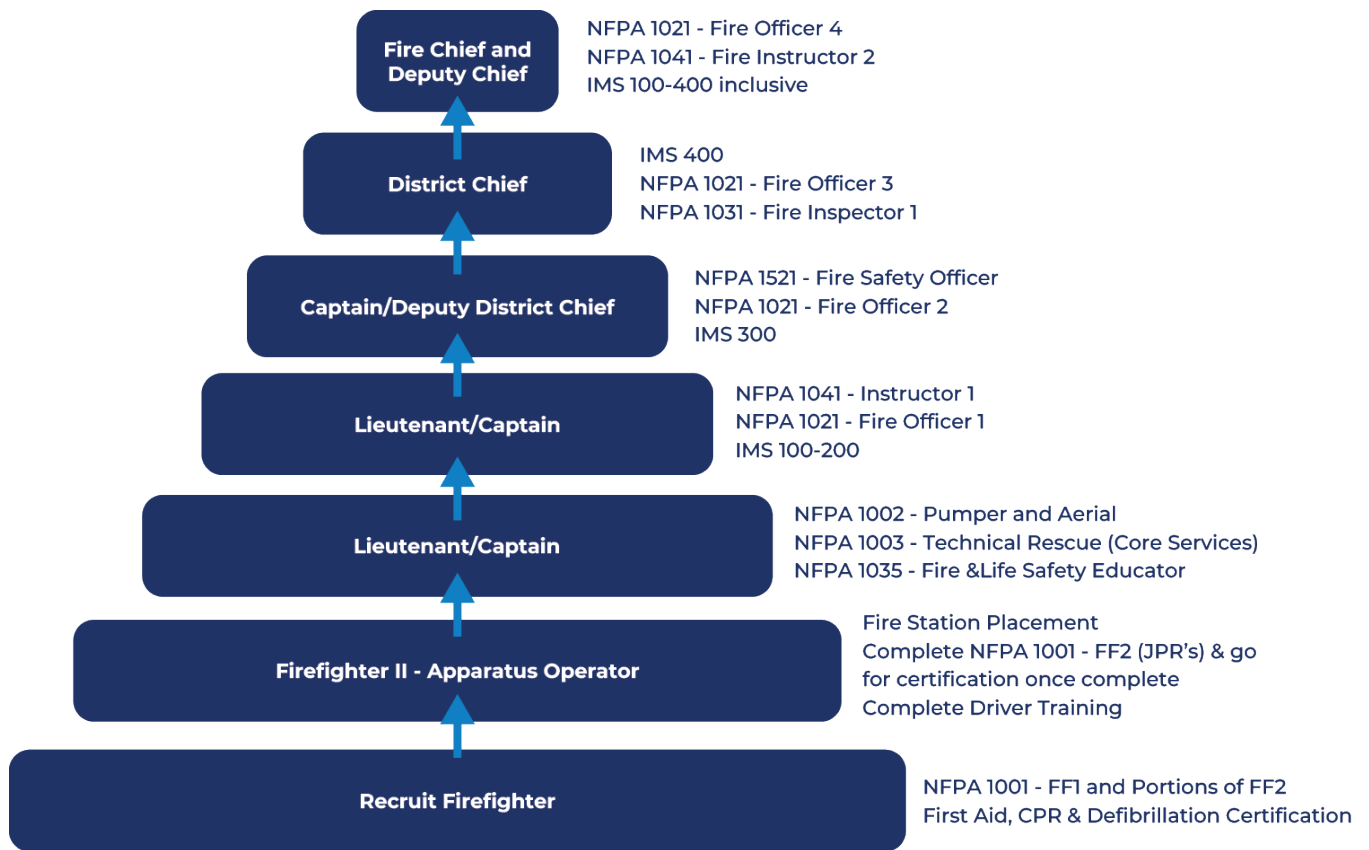 Fire Chief and
Deputy Chief
NFPA 1021 - Fire Officer 4
NFPA 1041 - Fire Instructor 2
IMS 100-400 inclusive
District Chief
IMS 400
NFPA 1021 - Fire Officer 3
NFPA 1031 - Fire Inspector 1
Captain/Deputy District Chief
NFPA 1521 - Fire Safety Officer
NFPA 1021 - Fire Officer 2
IMS 300
Lieutenant/Captain
NFPA 1041 - Instructor 1
NFPA 1021 - Fire Officer 1
IMS 100-200
Lieutenant/Captain
NFPA 1002 - Pumper and Aerial
NFPA 1003 - Technical Rescue (Core Services)
NFPA 1035 - Fire &Life Safety Educator
Firefighter II - Apparatus Operator
Fire Station Placement
Complete NFPA 1001 - FF2 (JPR’s) & go
for certification once complete
Complete Driver Training
Recruit Firefighter
NFPA 1001 - FF1 and Portions of FF2
First Aid, CPR & Defibrillation Certification